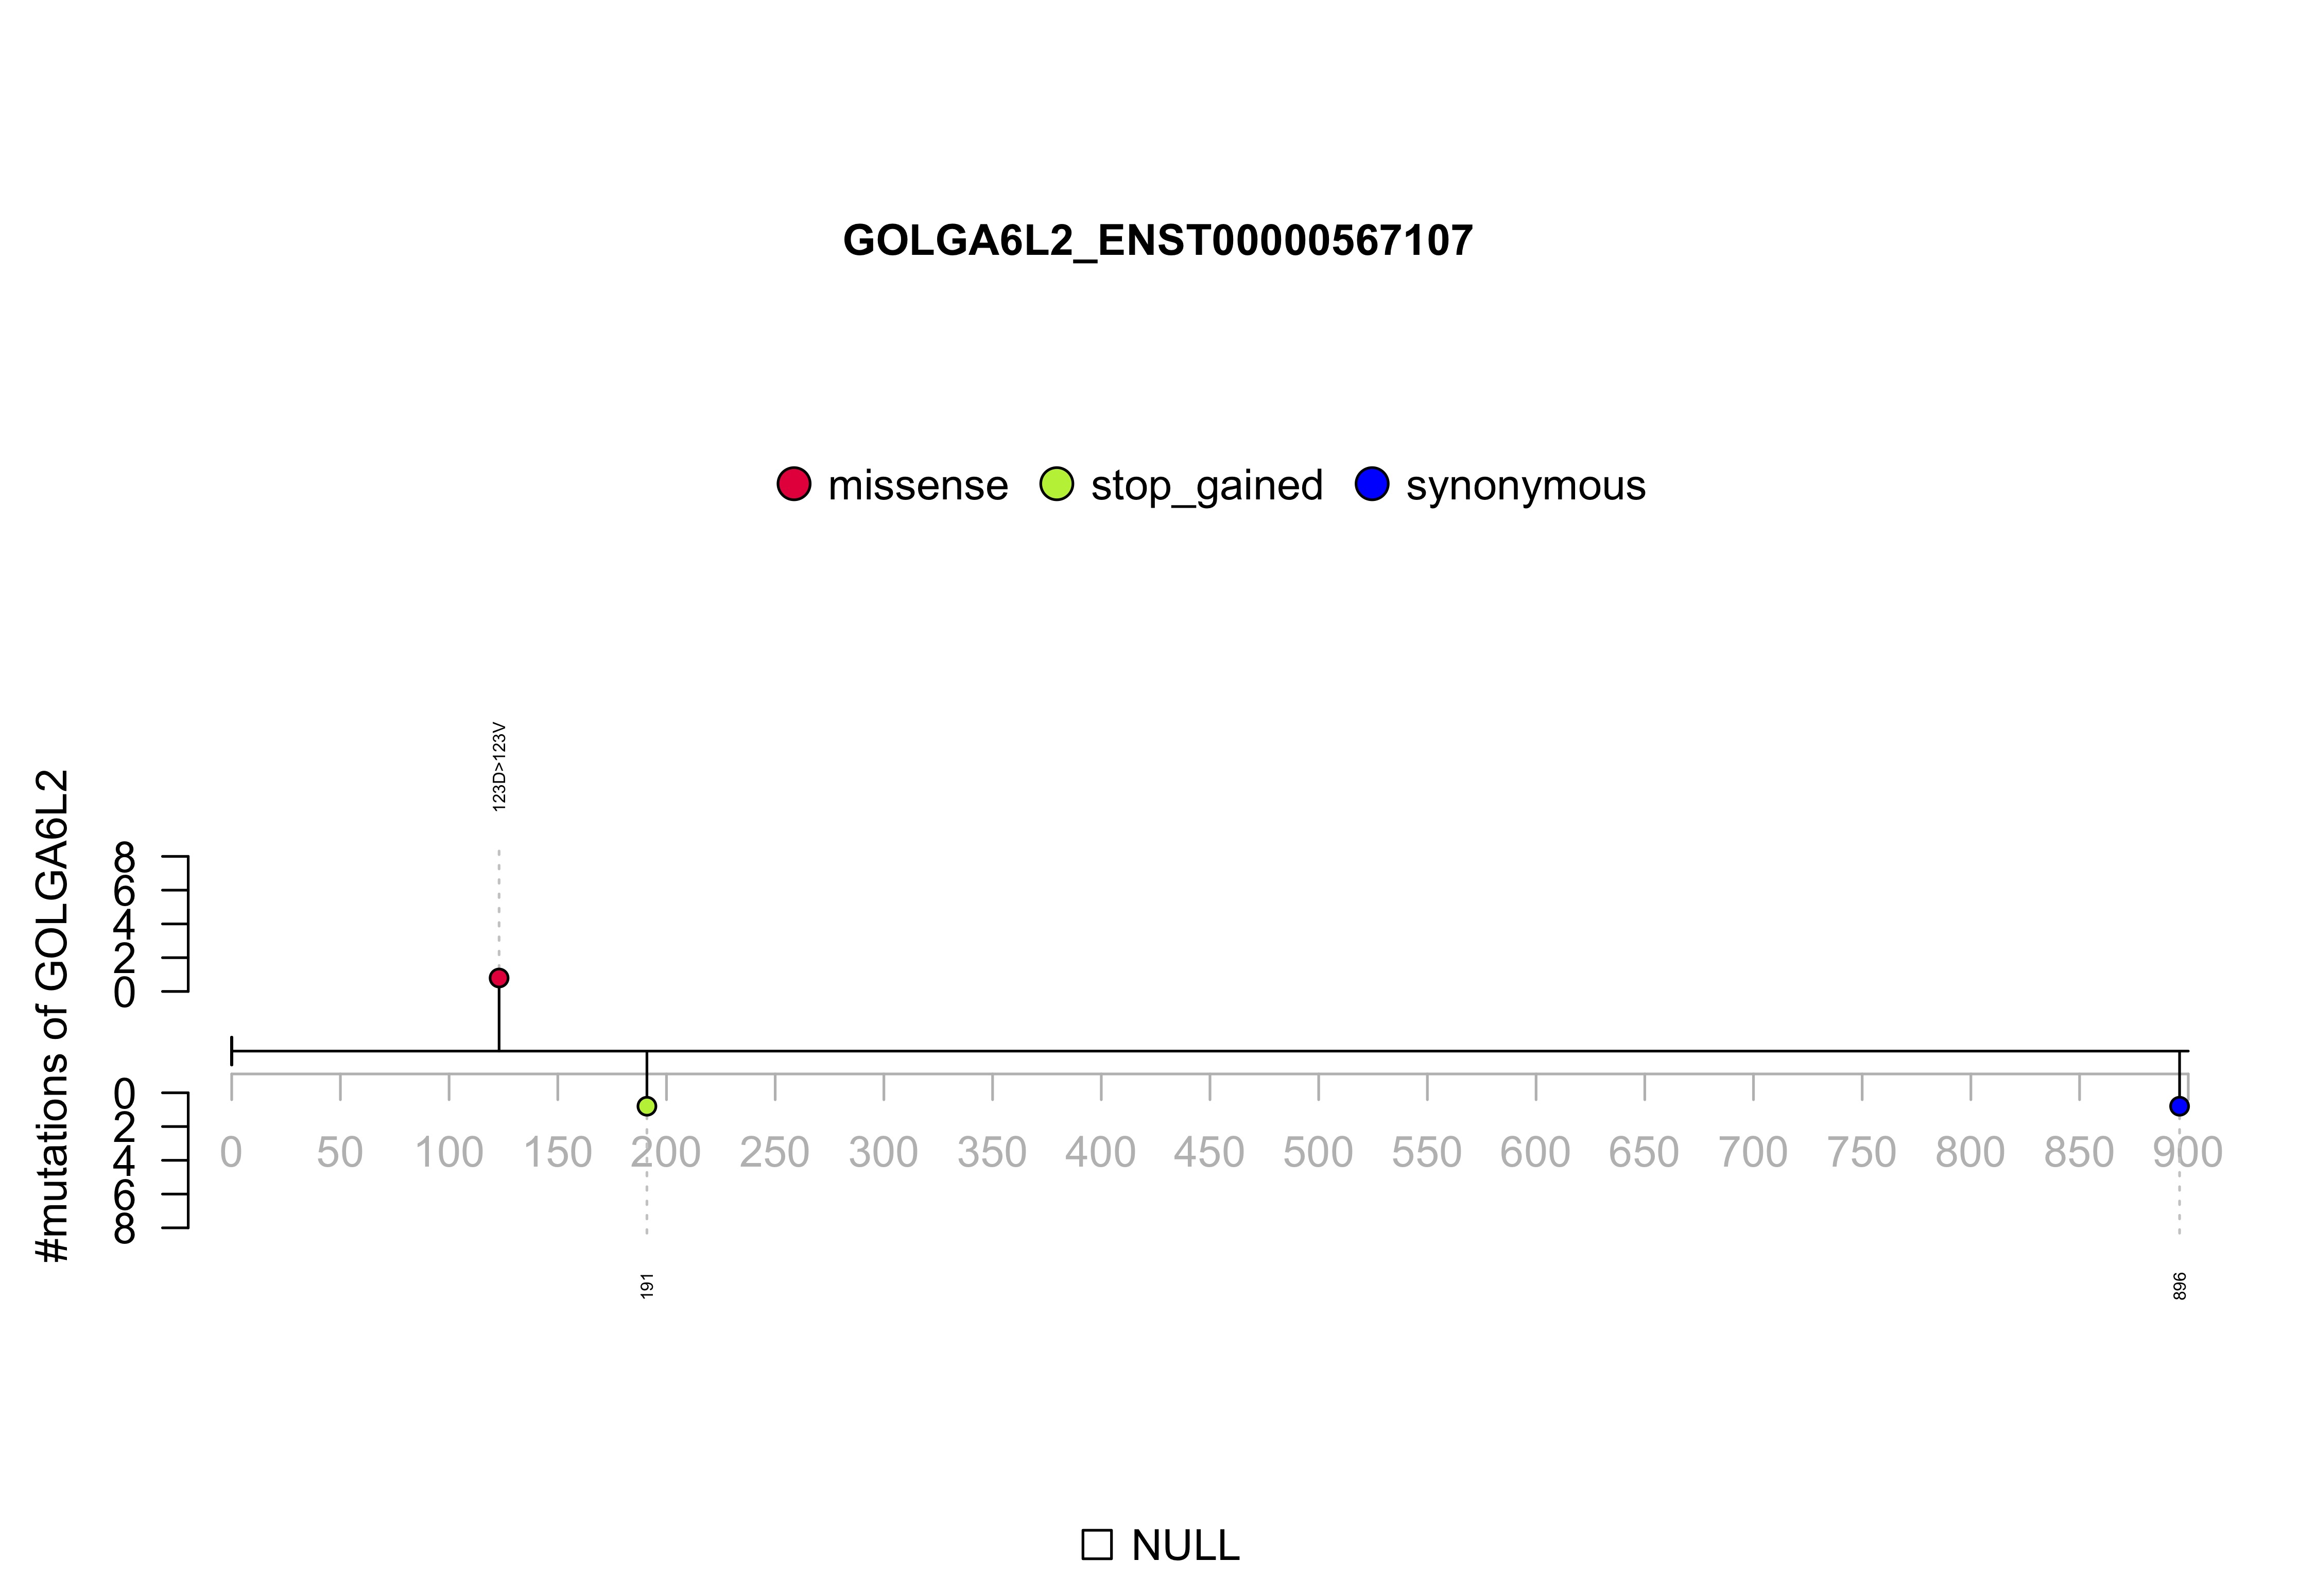 GOLGA6L2_ENST00000567107
missense
stop_gained
synonymous
123D>123V
#mutations of GOLGA6L2
8
6
4
2
0
0
2
4
6
8
0 50 100 150 200 250 300 350 400 450 500 550 600 650 700 750 800 850 900
191
896
NULL